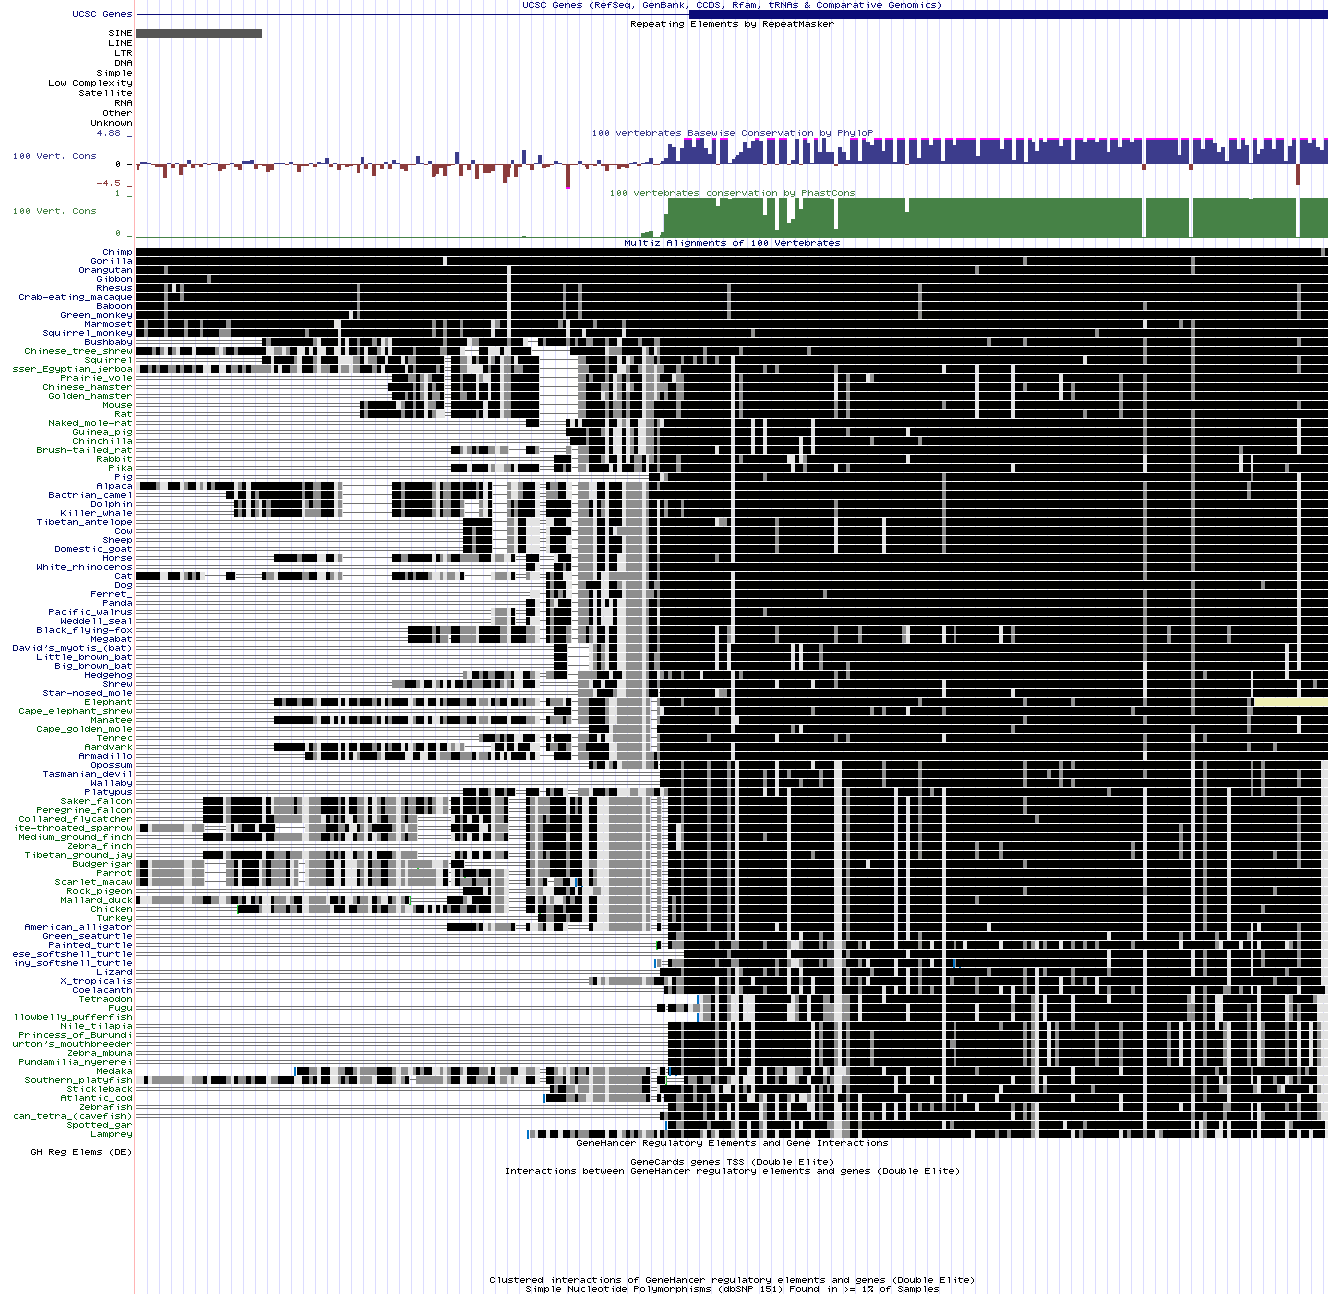 UCSC Genes (RefSeq, GenBank, CCDS, Rfam, tRNAs & Comparative Genomics)
UCSC Genes
Repeating Elements by RepeatMasker
SINE
LINE
LTR
DNA
Simple
Low Complexity
Satellite
RNA
Other
Unknown
4.88 _
100 vertebrates Basewise Conservation by PhyloP
100 Vert. Cons
0 _
-4.5 _
1 _
100 vertebrates conservation by PhastCons
100 Vert. Cons
0 _
Multiz Alignments of 100 Vertebrates
Chimp
Gorilla
Orangutan
Gibbon
Rhesus
Crab-eating_macaque
Baboon
Green_monkey
Marmoset
Squirrel_monkey
Bushbaby
Chinese_tree_shrew
Squirrel
sser_Egyptian_jerboa
Prairie_vole
Chinese_hamster
Golden_hamster
Mouse
Rat
Naked_mole-rat
Guinea_pig
Chinchilla
Brush-tailed_rat
Rabbit
Pika
Pig
Alpaca
Bactrian_camel
Dolphin
Killer_whale
Tibetan_antelope
Cow
Sheep
Domestic_goat
Horse
White_rhinoceros
Cat
Dog
Ferret_
Panda
Pacific_walrus
Weddell_seal
Black_flying-fox
Megabat
David's_myotis_(bat)
Little_brown_bat
Big_brown_bat
Hedgehog
Shrew
Star-nosed_mole
Elephant
Cape_elephant_shrew
Manatee
Cape_golden_mole
Tenrec
Aardvark
Armadillo
Opossum
Tasmanian_devil
Wallaby
Platypus
Saker_falcon
Peregrine_falcon
Collared_flycatcher
ite-throated_sparrow
Medium_ground_finch
Zebra_finch
Tibetan_ground_jay
Budgerigar
Parrot
Scarlet_macaw
Rock_pigeon
Mallard_duck
Chicken
Turkey
American_alligator
Green_seaturtle
Painted_turtle
ese_softshell_turtle
iny_softshell_turtle
Lizard
X_tropicalis
Coelacanth
Tetraodon
Fugu
llowbelly_pufferfish
Nile_tilapia
Princess_of_Burundi
urton's_mouthbreeder
Zebra_mbuna
Pundamilia_nyererei
Medaka
Southern_platyfish
Stickleback
Atlantic_cod
Zebrafish
can_tetra_(cavefish)
Spotted_gar
Lamprey
GeneHancer Regulatory Elements and Gene Interactions
GH Reg Elems (DE)
GeneCards genes TSS (Double Elite)
Interactions between GeneHancer regulatory elements and genes (Double Elite)
Clustered interactions of GeneHancer regulatory elements and genes (Double Elite)
Simple Nucleotide Polymorphisms (dbSNP 151) Found in >= 1% of Samples